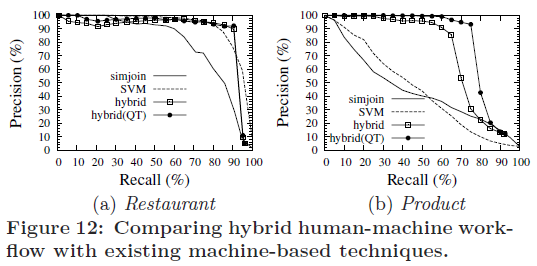 100
90
80
70
60
50
40
30
20
10
0
Precision (%)
simjoin
SVM
hybrid
hybrid(QT)
0 10 20 30 40 50 60 70 80 90 100
Recall (%)
(a) Restaurant
100
90
80
70
60
50
40
30
20
10
0
Precision (%)
simjoin
SVM
hybrid
hybrid(QT)
0 10 20 30 40 50 60 70 80 90 100
Recall (%)
(b) Product
Figure 12: Comparing hybrid human-machine work-
flow with existing machine-based techniques.